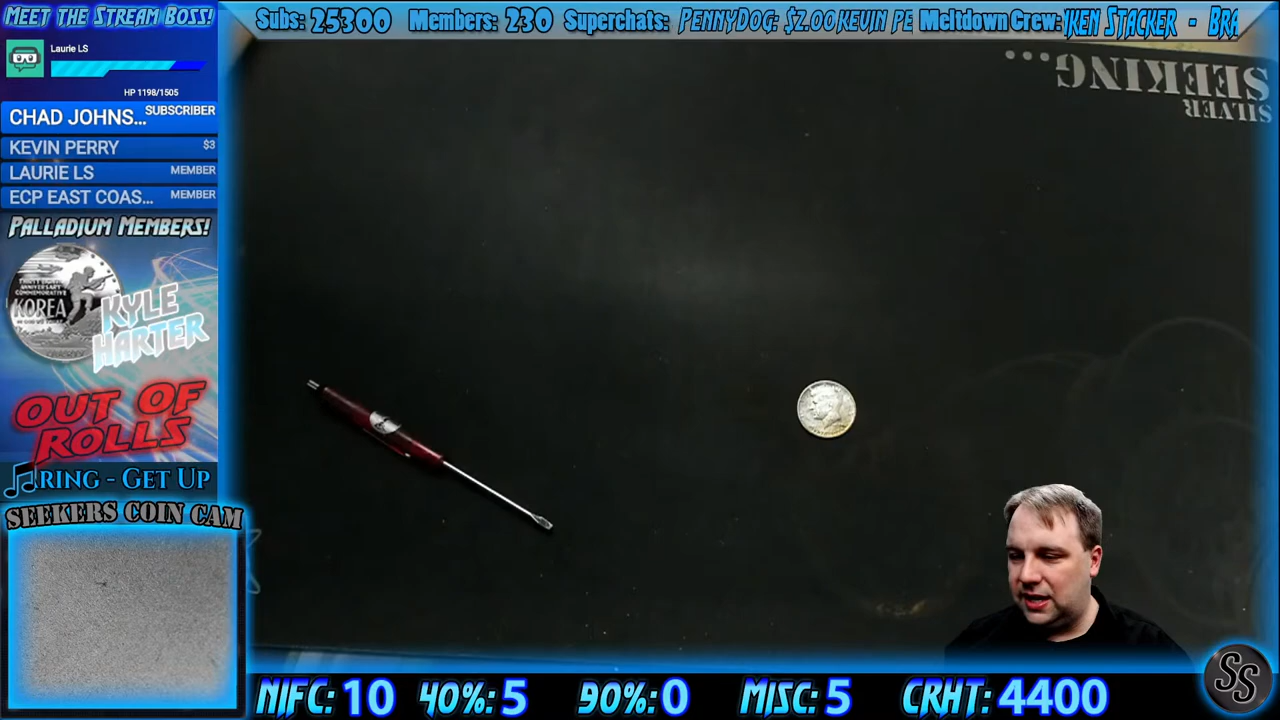 MEET THE STREAM BOSS!
Laurie LS
HP 1198/1505
CHAD JOHNS... SUBSCRIBER
KEVIN PERRY $3
LAURIE LS MEMBER
ECP EAST COAS... MEMBER
PALLADIUM MEMBERS!
KOREA
KYLE
HARTER
OUT OF
ROLLS
RING - GET UP
SEEKERS COIN CAM
Subs: 25300 Members: 230 Superchats: PENNYDOG: $2.00 KEVIN PE Meltdown Crew: KEN STACKER - BRA
SEEKING...
SILVER
NIFC: 10 40%: 5 90%: 0 MISC: 5 CRHT: 4400
SS